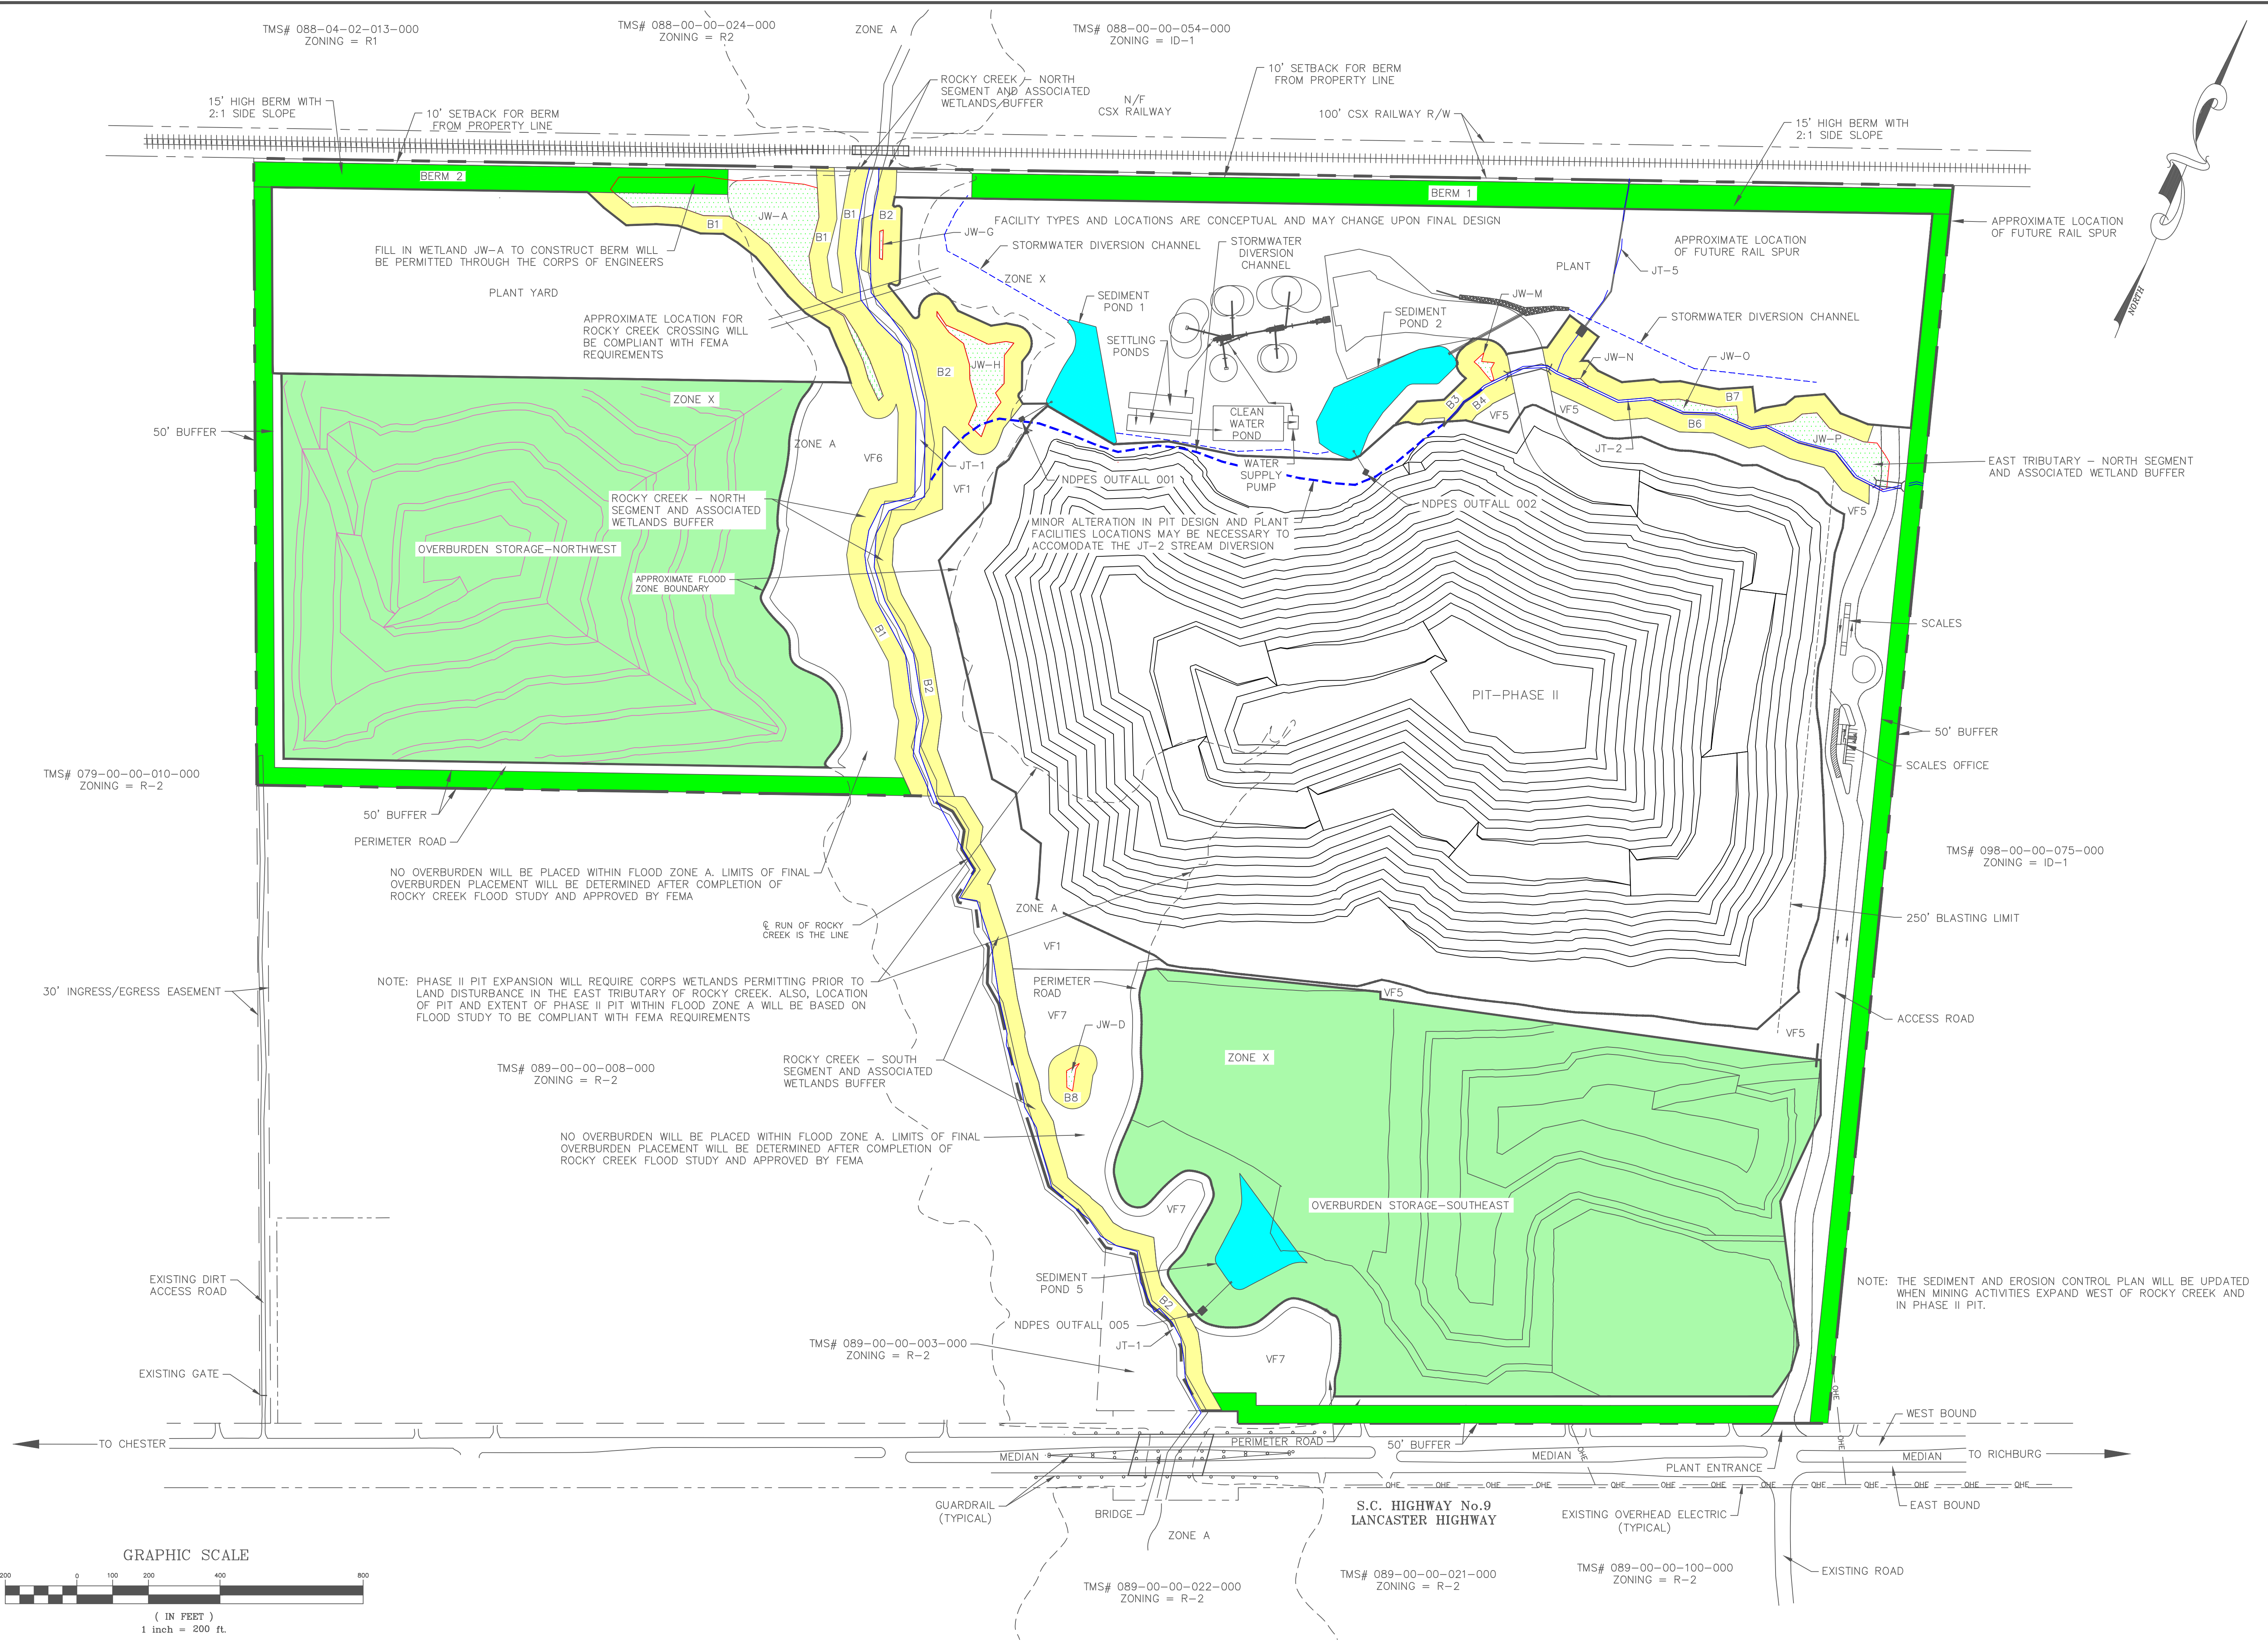 TMS# 088-04-02-013-000
ZONING = R1
TMS# 088-00-00-024-000
ZONING = R2
ZONE A
TMS# 088-00-00-054-000
ZONING = ID-1
15' HIGH BERM WITH
2:1 SIDE SLOPE
10' SETBACK FOR BERM
FROM PROPERTY LINE
ROCKY CREEK - NORTH
SEGMENT AND ASSOCIATED
WETLANDS BUFFER
N/F
CSX RAILWAY
10' SETBACK FOR BERM
FROM PROPERTY LINE
100' CSX RAILWAY R/W
15' HIGH BERM WITH
2:1 SIDE SLOPE
NORTH
BERM 2
BERM 1
JW-A
B1
B1
B1
B2
JW-G
FACILITY TYPES AND LOCATIONS ARE CONCEPTUAL AND MAY CHANGE UPON FINAL DESIGN
APPROXIMATE LOCATION
OF FUTURE RAIL SPUR
FILL IN WETLAND JW-A TO CONSTRUCT BERM WILL
BE PERMITTED THROUGH THE CORPS OF ENGINEERS
STORMWATER DIVERSION CHANNEL
STORMWATER
DIVERSION
CHANNEL
APPROXIMATE LOCATION
OF FUTURE RAIL SPUR
PLANT
JT-5
ZONE X
PLANT YARD
SEDIMENT
POND 1
JW-M
APPROXIMATE LOCATION FOR
ROCKY CREEK CROSSING WILL
BE COMPLIANT WITH FEMA
REQUIREMENTS
SETTLING
PONDS
SEDIMENT
POND 2
STORMWATER DIVERSION CHANNEL
JW-N
JW-O
JW-H
B2
ZONE X
CLEAN
WATER
POND
B3
B4
VF5
VF5
B7
B6
JW-P
50' BUFFER
ZONE A
VF6
JT-1
VF1
WATER
SUPPLY
PUMP
JT-2
EAST TRIBUTARY - NORTH SEGMENT
AND ASSOCIATED WETLAND BUFFER
NDPES OUTFALL 001
NDPES OUTFALL 002
VF5
ROCKY CREEK - NORTH
SEGMENT AND ASSOCIATED
WETLANDS BUFFER
MINOR ALTERATION IN PIT DESIGN AND PLANT
FACILITIES LOCATIONS MAY BE NECESSARY TO
ACCOMODATE THE JT-2 STREAM DIVERSION
OVERBURDEN STORAGE-NORTHWEST
APPROXIMATE FLOOD
ZONE BOUNDARY
B1
B2
SCALES
PIT-PHASE II
50' BUFFER
SCALES OFFICE
TMS# 079-00-00-010-000
ZONING = R-2
50' BUFFER
PERIMETER ROAD
TMS# 098-00-00-075-000
ZONING = ID-1
NO OVERBURDEN WILL BE PLACED WITHIN FLOOD ZONE A. LIMITS OF FINAL
OVERBURDEN PLACEMENT WILL BE DETERMINED AFTER COMPLETION OF
ROCKY CREEK FLOOD STUDY AND APPROVED BY FEMA
ZONE A
250' BLASTING LIMIT
℄ RUN OF ROCKY
CREEK IS THE LINE
VF1
NOTE: PHASE II PIT EXPANSION WILL REQUIRE CORPS WETLANDS PERMITTING PRIOR TO
LAND DISTURBANCE IN THE EAST TRIBUTARY OF ROCKY CREEK. ALSO, LOCATION
OF PIT AND EXTENT OF PHASE II PIT WITHIN FLOOD ZONE A WILL BE BASED ON
FLOOD STUDY TO BE COMPLIANT WITH FEMA REQUIREMENTS
30' INGRESS/EGRESS EASEMENT
PERIMETER
ROAD
VF5
VF7
JW-D
ACCESS ROAD
VF5
TMS# 089-00-00-008-000
ZONING = R-2
ROCKY CREEK - SOUTH
SEGMENT AND ASSOCIATED
WETLANDS BUFFER
ZONE X
B8
NO OVERBURDEN WILL BE PLACED WITHIN FLOOD ZONE A. LIMITS OF FINAL
OVERBURDEN PLACEMENT WILL BE DETERMINED AFTER COMPLETION OF
ROCKY CREEK FLOOD STUDY AND APPROVED BY FEMA
VF7
OVERBURDEN STORAGE-SOUTHEAST
EXISTING DIRT
ACCESS ROAD
SEDIMENT
POND 5
B2
NOTE: THE SEDIMENT AND EROSION CONTROL PLAN WILL BE UPDATED
WHEN MINING ACTIVITIES EXPAND WEST OF ROCKY CREEK AND
IN PHASE II PIT.
NDPES OUTFALL 005
TMS# 089-00-00-003-000
ZONING = R-2
JT-1
VF7
EXISTING GATE
OHE
WEST BOUND
TO CHESTER
PERIMETER ROAD
50' BUFFER
OHE
OHE
MEDIAN
MEDIAN
MEDIAN
TO RICHBURG
PLANT ENTRANCE
OHE OHE OHE OHE OHE OHE OHE OHE OHE OHE OHE OHE OHE
GUARDRAIL
(TYPICAL)
BRIDGE
S.C. HIGHWAY No.9
LANCASTER HIGHWAY
EXISTING OVERHEAD ELECTRIC
(TYPICAL)
EAST BOUND
ZONE A
GRAPHIC SCALE
200 0 100 200 400 800
( IN FEET )
1 inch = 200 ft.
TMS# 089-00-00-022-000
ZONING = R-2
TMS# 089-00-00-021-000
ZONING = R-2
TMS# 089-00-00-100-000
ZONING = R-2
EXISTING ROAD